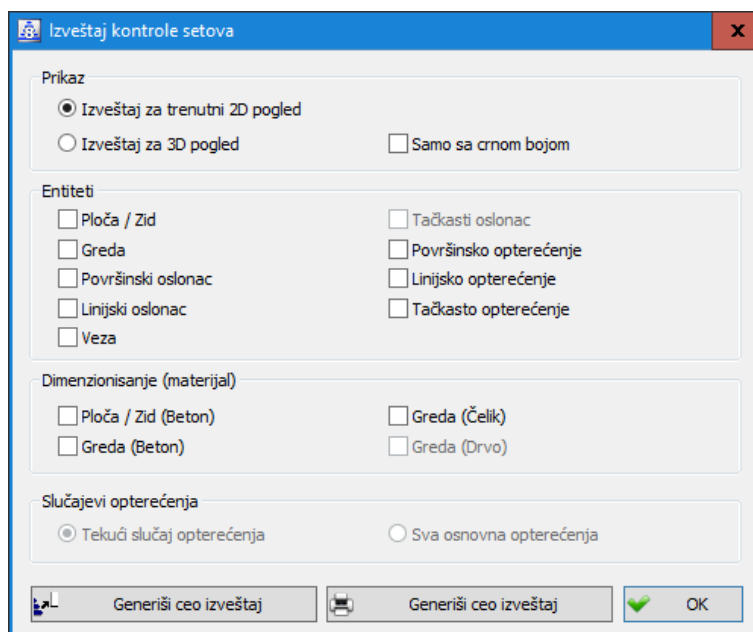 Izveštaj kontrole setova
Prikaz
Izveštaj za trenutni 2D pogled
Izveštaj za 3D pogled
Samo sa crnom bojom
Entiteti
Ploča / Zid
Tačkasti oslonac
Greda
Površinsko opterećenje
Površinski oslonac
Linijsko opterećenje
Linijski oslonac
Tačkasto opterećenje
Veza
Dimenzionisanje (materijal)
Ploča / Zid (Beton)
Greda (Čelik)
Greda (Beton)
Greda (Drvo)
Slučajevi opterećenja
Tekući slučaj opterećenja
Sva osnovna opterećenja
Generiši ceo izveštaj
Generiši ceo izveštaj
OK